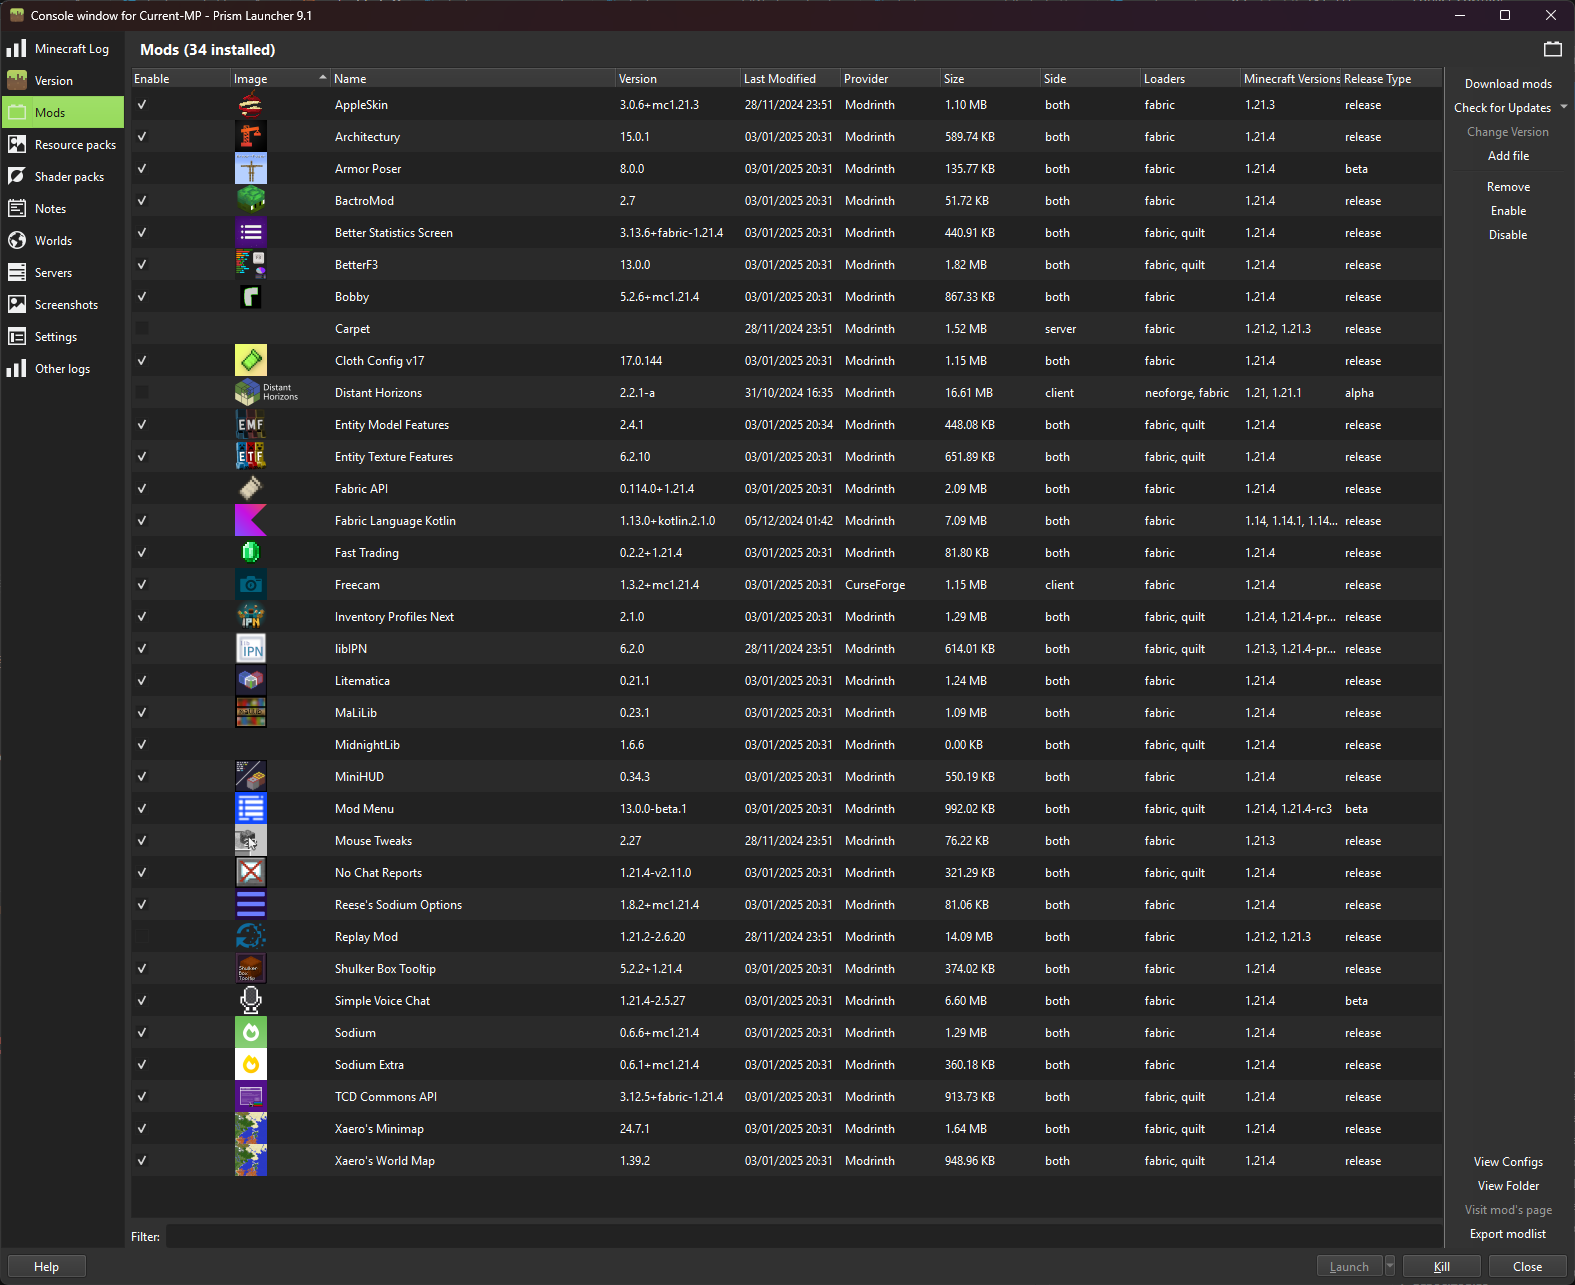 Console window for Current-MP - Prism Launcher 9.1
Minecraft Log
Version
Mods
Resource packs
Shader packs
Notes
Worlds
Servers
Screenshots
Settings
Other logs
Mods (34 installed)
Enable Image Name Version Last Modified Provider Size Side Loaders Minecraft Versions Release Type
AppleSkin 3.0.6+mc1.21.3 28/11/2024 23:51 Modrinth 1.10 MB both fabric 1.21.3 release
Architectury 15.0.1 03/01/2025 20:31 Modrinth 589.74 KB both fabric 1.21.4 release
Armor Poser 8.0.0 03/01/2025 20:31 Modrinth 135.77 KB both fabric 1.21.4 beta
BactroMod 2.7 03/01/2025 20:31 Modrinth 51.72 KB both fabric 1.21.4 release
Better Statistics Screen 3.13.6+fabric-1.21.4 03/01/2025 20:31 Modrinth 440.91 KB both fabric, quilt 1.21.4 release
BetterF3 13.0.0 03/01/2025 20:31 Modrinth 1.82 MB both fabric, quilt 1.21.4 release
Bobby 5.2.6+mc1.21.4 03/01/2025 20:31 Modrinth 867.33 KB both fabric 1.21.4 release
Carpet 28/11/2024 23:51 Modrinth 1.52 MB server fabric 1.21.2, 1.21.3 release
Cloth Config v17 17.0.144 03/01/2025 20:31 Modrinth 1.15 MB both fabric 1.21.4 release
Distant Horizons Distant Horizons 2.2.1-a 31/10/2024 16:35 Modrinth 16.61 MB client neoforge, fabric 1.21, 1.21.1 alpha
EMF Entity Model Features 2.4.1 03/01/2025 20:34 Modrinth 448.08 KB both fabric, quilt 1.21.4 release
ETF Entity Texture Features 6.2.10 03/01/2025 20:31 Modrinth 651.89 KB both fabric, quilt 1.21.4 release
Fabric API 0.114.0+1.21.4 03/01/2025 20:31 Modrinth 2.09 MB both fabric 1.21.4 release
Fabric Language Kotlin 1.13.0+kotlin.2.1.0 05/12/2024 01:42 Modrinth 7.09 MB both fabric 1.14, 1.14.1, 1.14... release
Fast Trading 0.2.2+1.21.4 03/01/2025 20:31 Modrinth 81.80 KB both fabric 1.21.4 release
Freecam 1.3.2+mc1.21.4 03/01/2025 20:31 CurseForge 1.15 MB client fabric 1.21.4 release
IPN Inventory Profiles Next 2.1.0 03/01/2025 20:31 Modrinth 1.29 MB both fabric, quilt 1.21.4, 1.21.4-pr... release
IPN libIPN 6.2.0 28/11/2024 23:51 Modrinth 614.01 KB both fabric, quilt 1.21.3, 1.21.4-pr... release
Litematica 0.21.1 03/01/2025 20:31 Modrinth 1.24 MB both fabric 1.21.4 release
MaLiLib 0.23.1 03/01/2025 20:31 Modrinth 1.09 MB both fabric 1.21.4 release
MidnightLib 1.6.6 03/01/2025 20:31 Modrinth 0.00 KB both fabric, quilt 1.21.4 release
MiniHUD 0.34.3 03/01/2025 20:31 Modrinth 550.19 KB both fabric 1.21.4 release
Mod Menu 13.0.0-beta.1 03/01/2025 20:31 Modrinth 992.02 KB both fabric, quilt 1.21.4, 1.21.4-rc3 beta
Mouse Tweaks 2.27 28/11/2024 23:51 Modrinth 76.22 KB both fabric 1.21.3 release
No Chat Reports 1.21.4-v2.11.0 03/01/2025 20:31 Modrinth 321.29 KB both fabric, quilt 1.21.4 release
Reese's Sodium Options 1.8.2+mc1.21.4 03/01/2025 20:31 Modrinth 81.06 KB both fabric 1.21.4 release
Replay Mod 1.21.2-2.6.20 28/11/2024 23:51 Modrinth 14.09 MB both fabric 1.21.2, 1.21.3 release
Shulker Box Tooltip Shulker Box Tooltip 5.2.2+1.21.4 03/01/2025 20:31 Modrinth 374.02 KB both fabric 1.21.4 release
Simple Voice Chat 1.21.4-2.5.27 03/01/2025 20:31 Modrinth 6.60 MB both fabric 1.21.4 beta
Sodium 0.6.6+mc1.21.4 03/01/2025 20:31 Modrinth 1.29 MB both fabric 1.21.4 release
Sodium Extra 0.6.1+mc1.21.4 03/01/2025 20:31 Modrinth 360.18 KB both fabric 1.21.4 release
TCD Commons API 3.12.5+fabric-1.21.4 03/01/2025 20:31 Modrinth 913.73 KB both fabric, quilt 1.21.4 release
Xaero's Minimap 24.7.1 03/01/2025 20:31 Modrinth 1.64 MB both fabric, quilt 1.21.4 release
Xaero's World Map 1.39.2 03/01/2025 20:31 Modrinth 948.96 KB both fabric, quilt 1.21.4 release
Filter:
Download mods
Check for Updates
Change Version
Add file
Remove
Enable
Disable
View Configs
View Folder
Visit mod's page
Export modlist
Help
Launch Kill Close